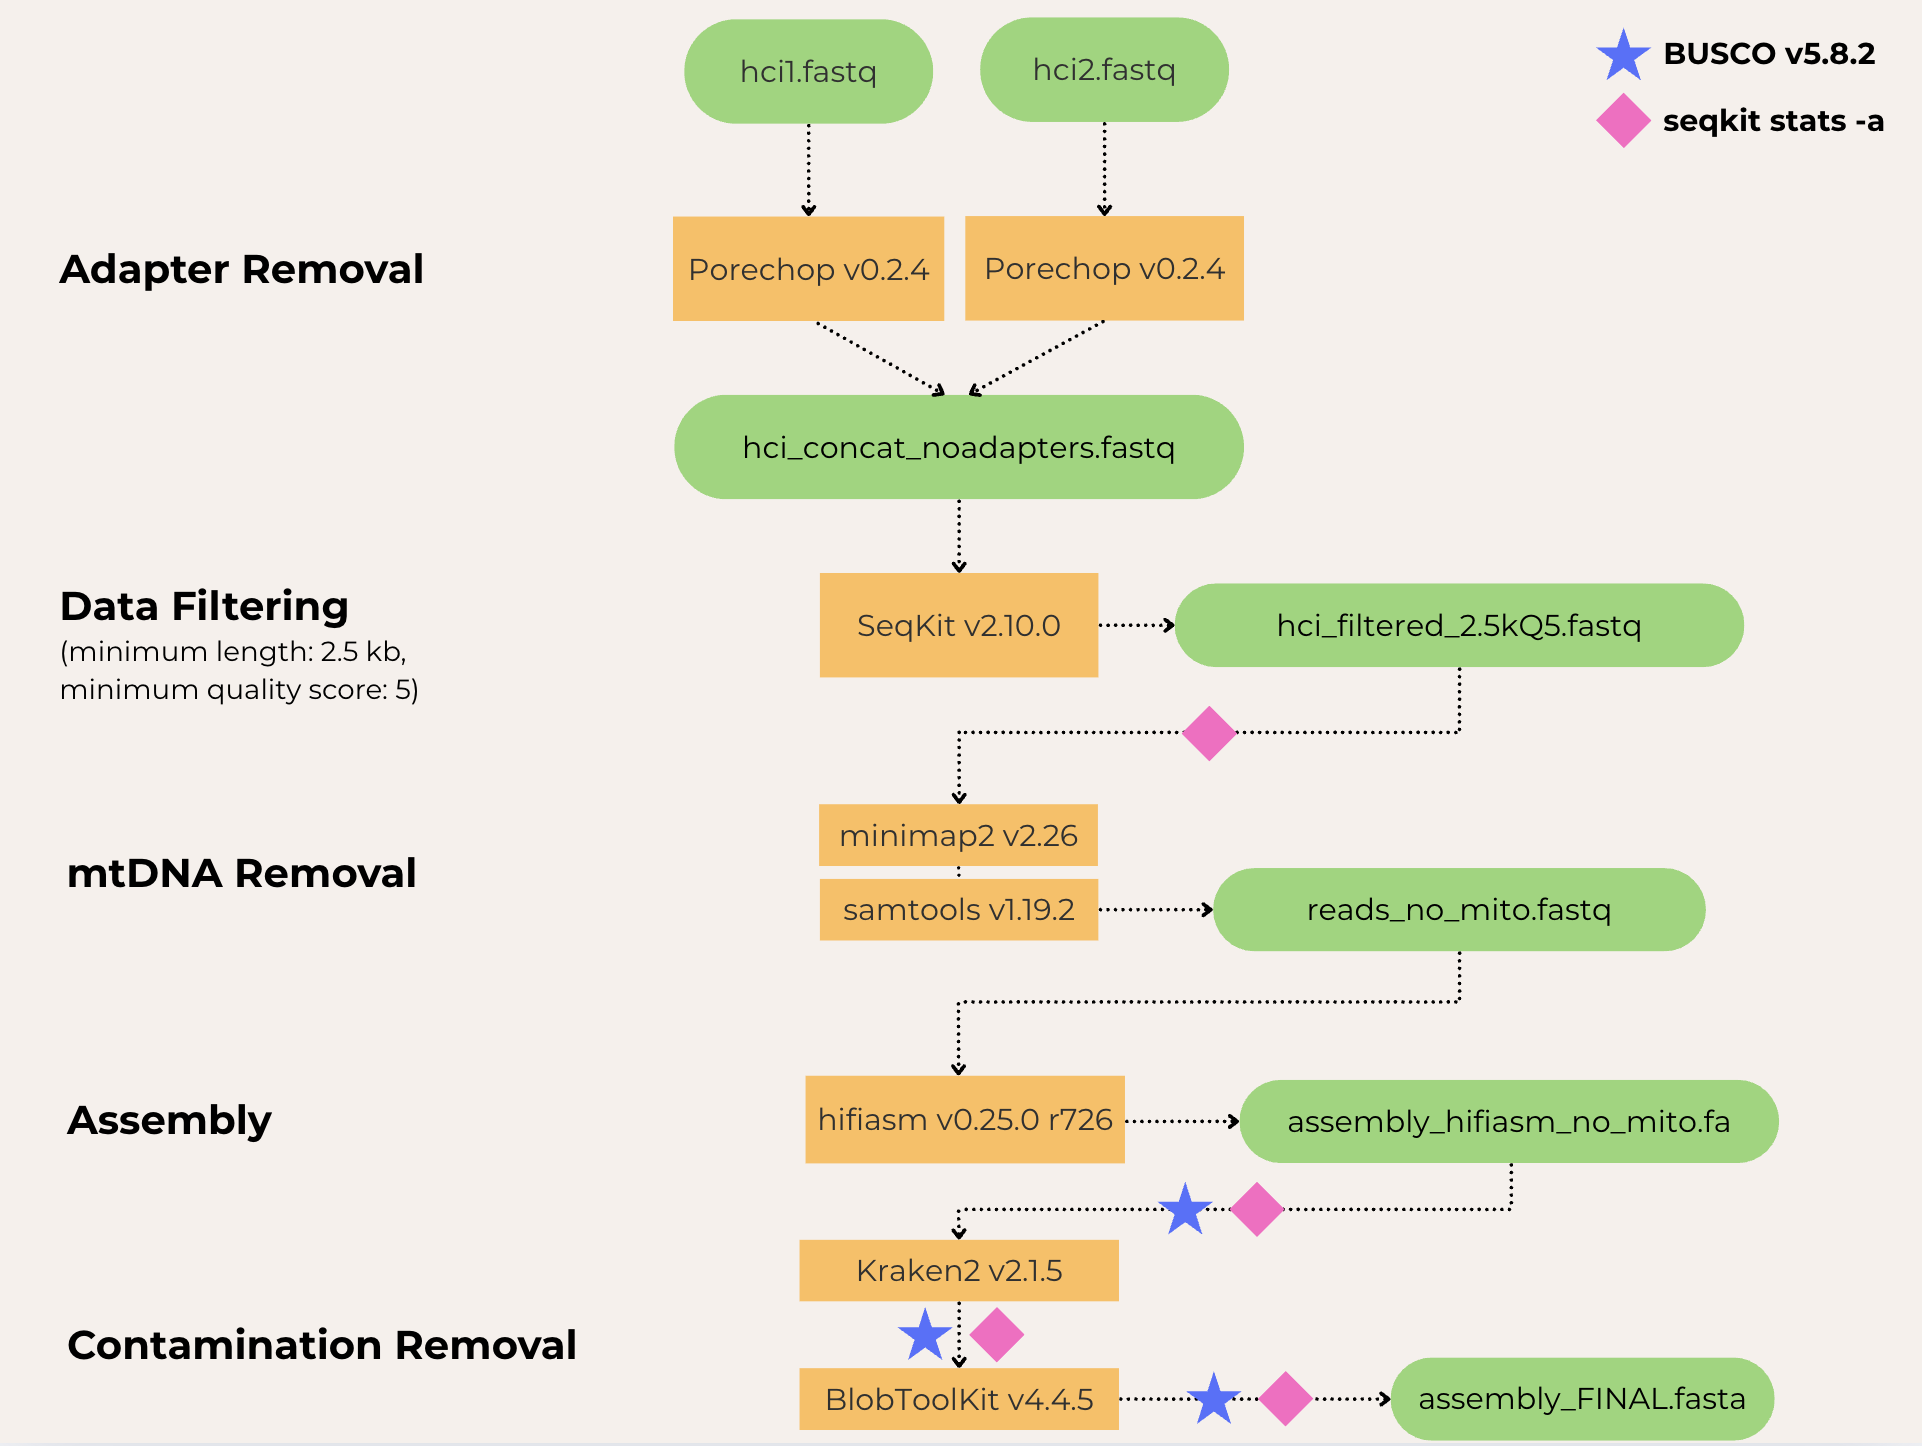 hci1.fastq
hci2.fastq
BUSCO v5.8.2
seqkit stats -a
Adapter Removal
Porechop v0.2.4
Porechop v0.2.4
hci_concat_noadapters.fastq
Data Filtering
(minimum length: 2.5 kb,
minimum quality score: 5)
SeqKit v2.10.0
hci_filtered_2.5kQ5.fastq
mtDNA Removal
minimap2 v2.26
samtools v1.19.2
reads_no_mito.fastq
Assembly
hifiasm v0.25.0 r726
assembly_hifiasm_no_mito.fa
Contamination Removal
Kraken2 v2.1.5
BlobToolKit v4.4.5
assembly_FINAL.fasta